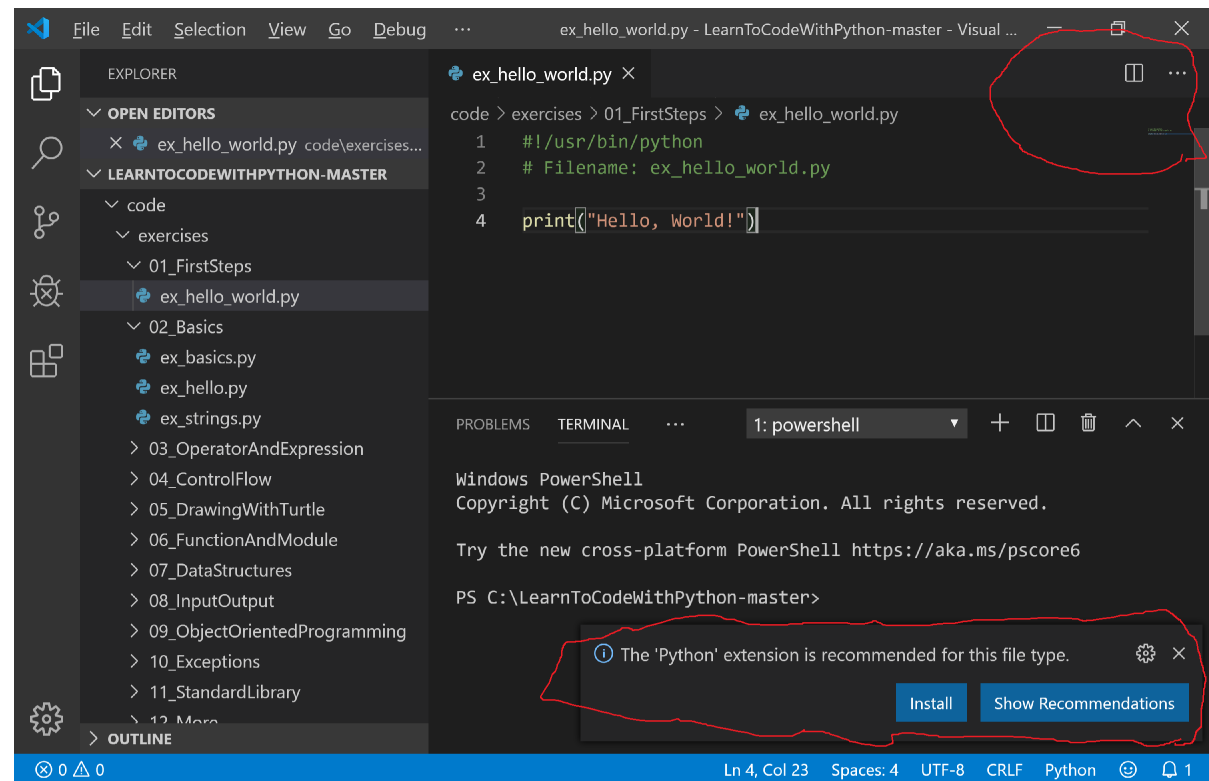 File Edit Selection View Go Debug ... ex_hello_world.py - LearnToCodeWithPython-master - Visual ...
EXPLORER
OPEN EDITORS
ex_hello_world.py code\exercises...
LEARNTOCODEWITHPYTHON-MASTER
code
exercises
01_FirstSteps
ex_hello_world.py
02_Basics
ex_basics.py
ex_hello.py
ex_strings.py
03_OperatorAndExpression
04_ControlFlow
05_DrawingWithTurtle
06_FunctionAndModule
07_DataStructures
08_InputOutput
09_ObjectOrientedProgramming
10_Exceptions
11_StandardLibrary
12_More
OUTLINE
ex_hello_world.py
code > exercises > 01_FirstSteps > ex_hello_world.py
1 #!/usr/bin/python
2 # Filename: ex_hello_world.py
3
4 print("Hello, World!")
PROBLEMS TERMINAL ... 1: powershell
Windows PowerShell
Copyright (C) Microsoft Corporation. All rights reserved.
Try the new cross-platform PowerShell https://aka.ms/pscore6
PS C:\LearnToCodeWithPython-master>
The 'Python' extension is recommended for this file type.
Install Show Recommendations
0 0 Ln 4, Col 23 Spaces: 4 UTF-8 CRLF Python 1